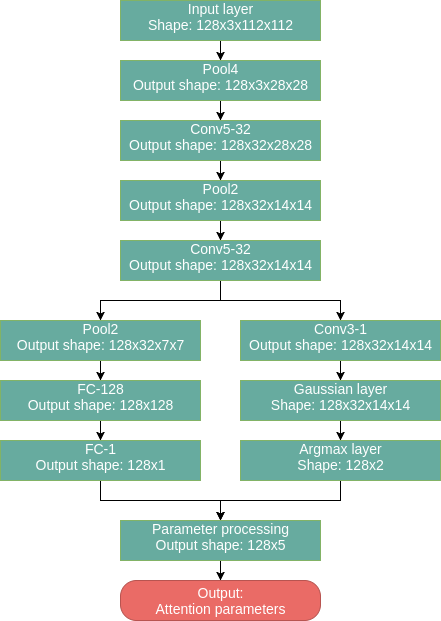 Input layer
Shape: 128x3x112x112
Pool4
Output shape: 128x3x28x28
Conv5-32
Output shape: 128x32x28x28
Pool2
Output shape: 128x32x14x14
Conv5-32
Output shape: 128x32x14x14
Pool2
Output shape: 128x32x7x7
FC-128
Output shape: 128x128
FC-1
Output shape: 128x1
Conv3-1
Output shape: 128x32x14x14
Gaussian layer
Shape: 128x32x14x14
Argmax layer
Shape: 128x2
Parameter processing
Output shape: 128x5
Output:
Attention parameters